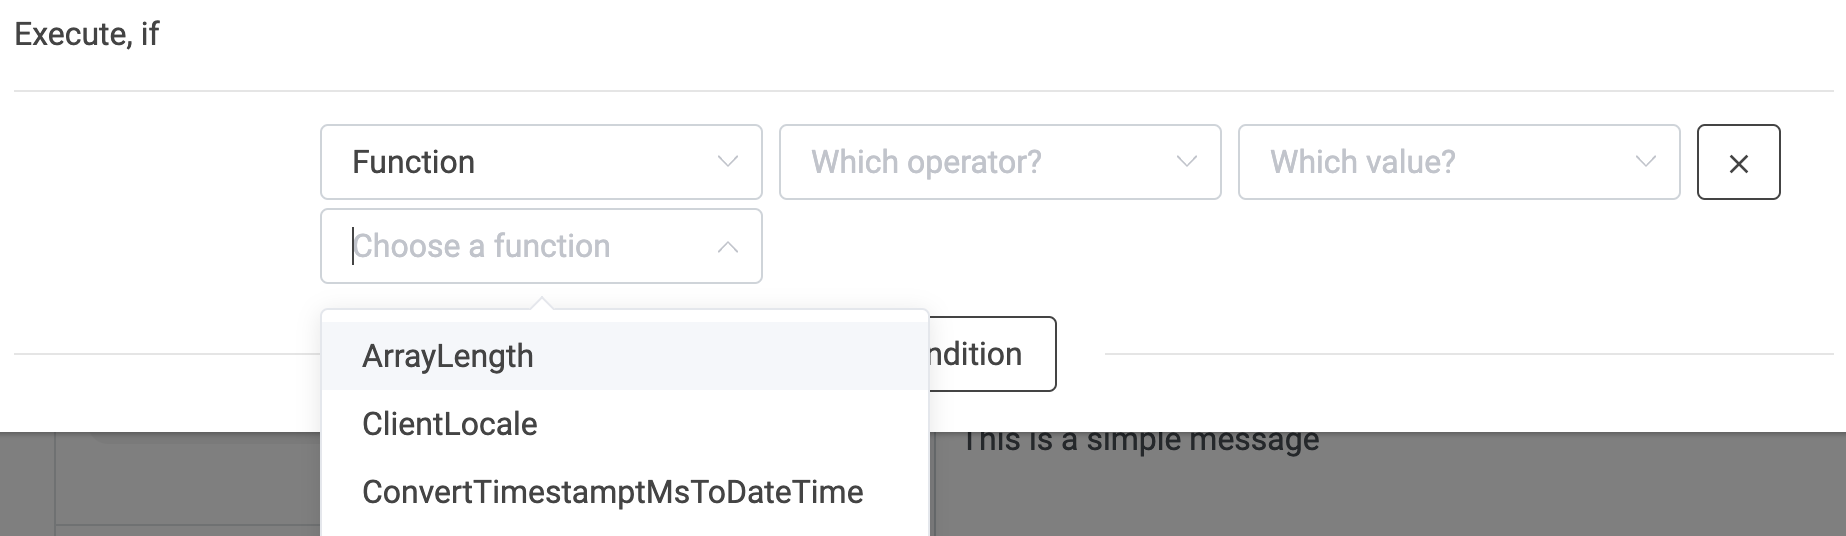 Execute, if
Function
Which operator?
Which value?
Choose a function
ArrayLength
ndition
ClientLocale
This is a simple message
ConvertTimestamptMsToDateTime